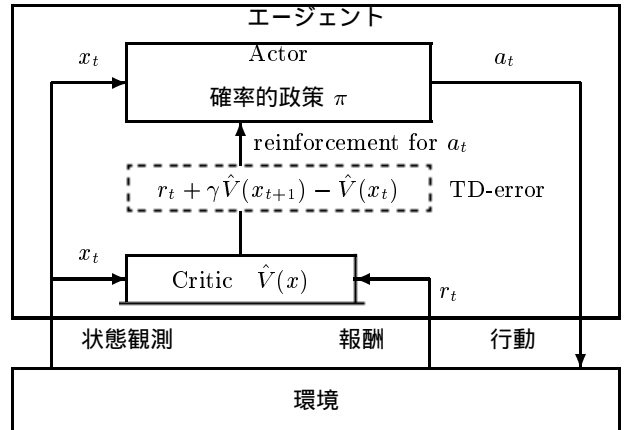 エージェント
Actor
確率的政策 π
x_t
a_t
reinforcement for a_t
r_t + γV̂(x_{t+1}) − V̂(x_t)
TD-error
x_t
Critic V̂(x)
r_t
状態観測
報酬
行動
環境